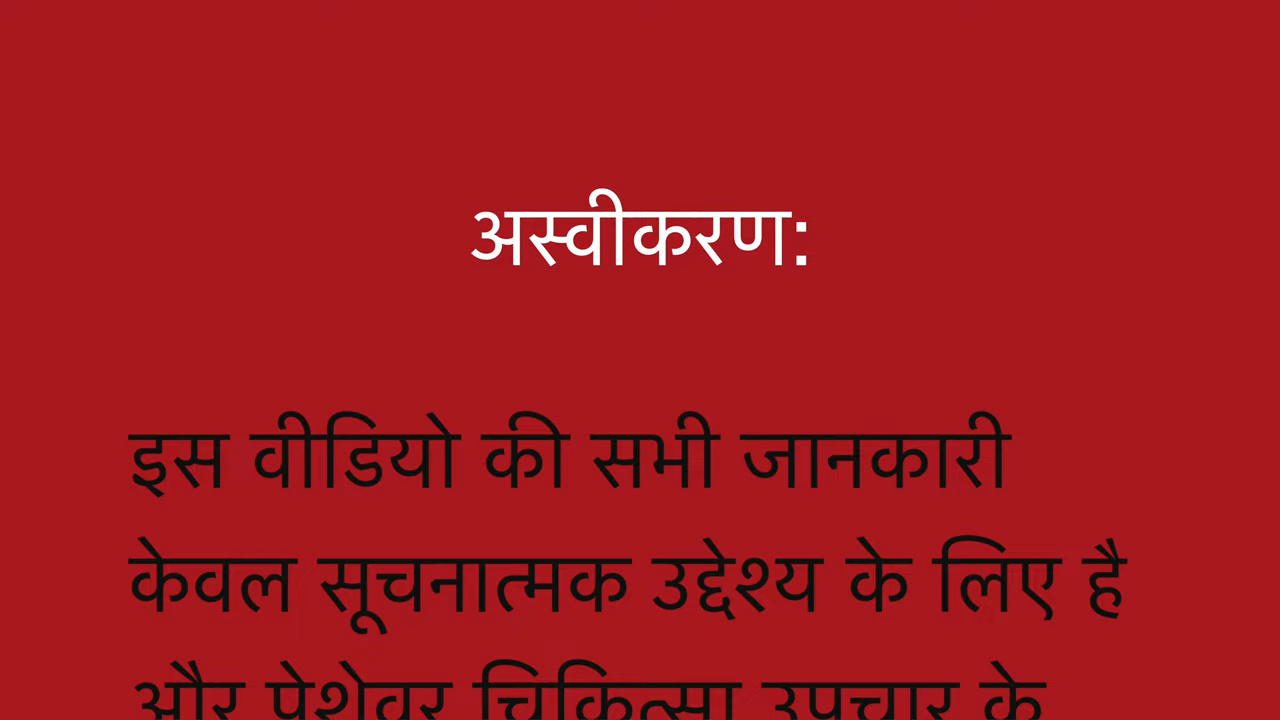 अस्वीकरण:
इस वीडियो की सभी जानकारी
केवल सूचनात्मक उद्देश्य के लिए है
और पेशेवर चिकित्सा उपचार के